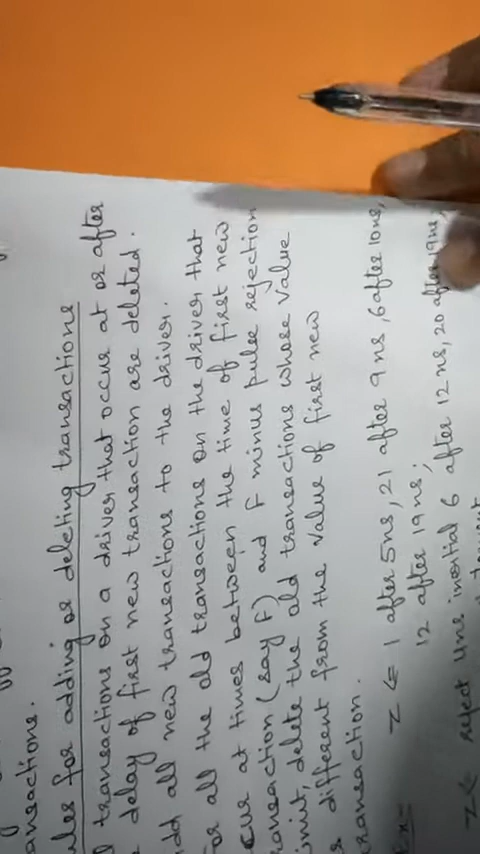 ansactions.
ules for adding or deleting transactions
l transactions on a driver that occur at or after
delay of first new transaction are deleted.
dd all new transactions to the driver.
or all the old transactions on the driver that
cur at times between the time of first new
ansaction (say F) and F minus pulse rejection
imit, delete the old transactions whose value
s different from the value of first new
transaction.
Ex:- Z <= 1 after 5ns, 21 after 9ns, 6 after 10ns,
12 after 19ns;
Z <= reject 4ns inertial 6 after 12ns, 20 after 19ns,